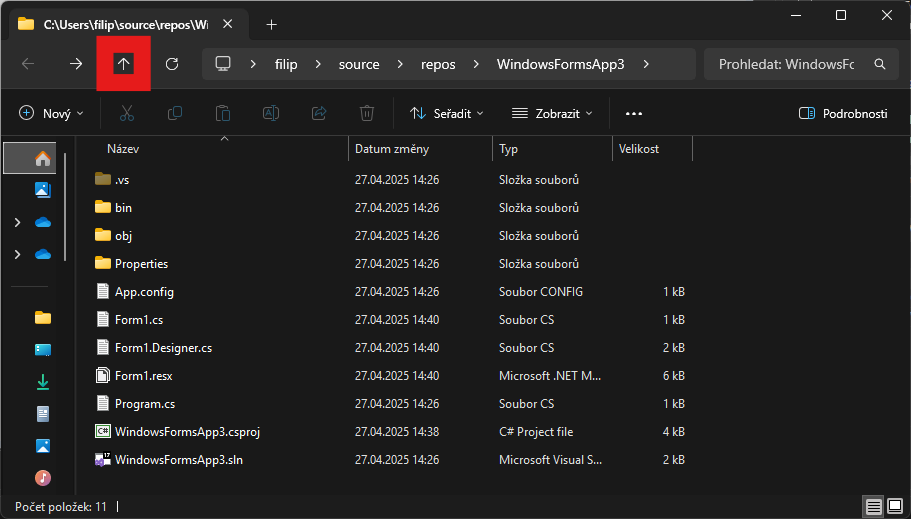 C:\Users\filip\source\repos\Wi
filip source repos WindowsFormsApp3 Prohledat: WindowsFo
Nový Seřadit Zobrazit Podrobnosti
Název Datum změny Typ Velikost
.vs 27.04.2025 14:26 Složka souborů
bin 27.04.2025 14:26 Složka souborů
obj 27.04.2025 14:26 Složka souborů
Properties 27.04.2025 14:26 Složka souborů
App.config 27.04.2025 14:26 Soubor CONFIG 1 kB
Form1.cs 27.04.2025 14:40 Soubor CS 1 kB
Form1.Designer.cs 27.04.2025 14:40 Soubor CS 2 kB
Form1.resx 27.04.2025 14:40 Microsoft .NET M... 6 kB
Program.cs 27.04.2025 14:26 Soubor CS 1 kB
C# WindowsFormsApp3.csproj 27.04.2025 14:38 C# Project file 4 kB
17 WindowsFormsApp3.sln 27.04.2025 14:26 Microsoft Visual S... 2 kB
Počet položek: 11